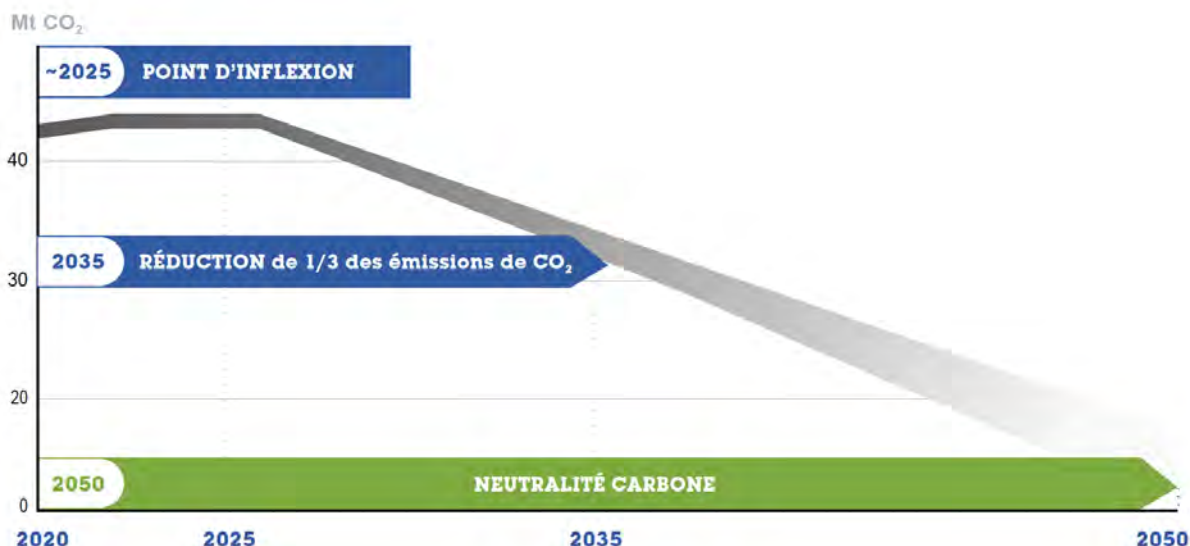 Mt CO₂
~2025 POINT D'INFLEXION
40
2035 RÉDUCTION de 1/3 des émissions de CO₂
30
20
2050 NEUTRALITÉ CARBONE
0
2020 2025 2035 2050